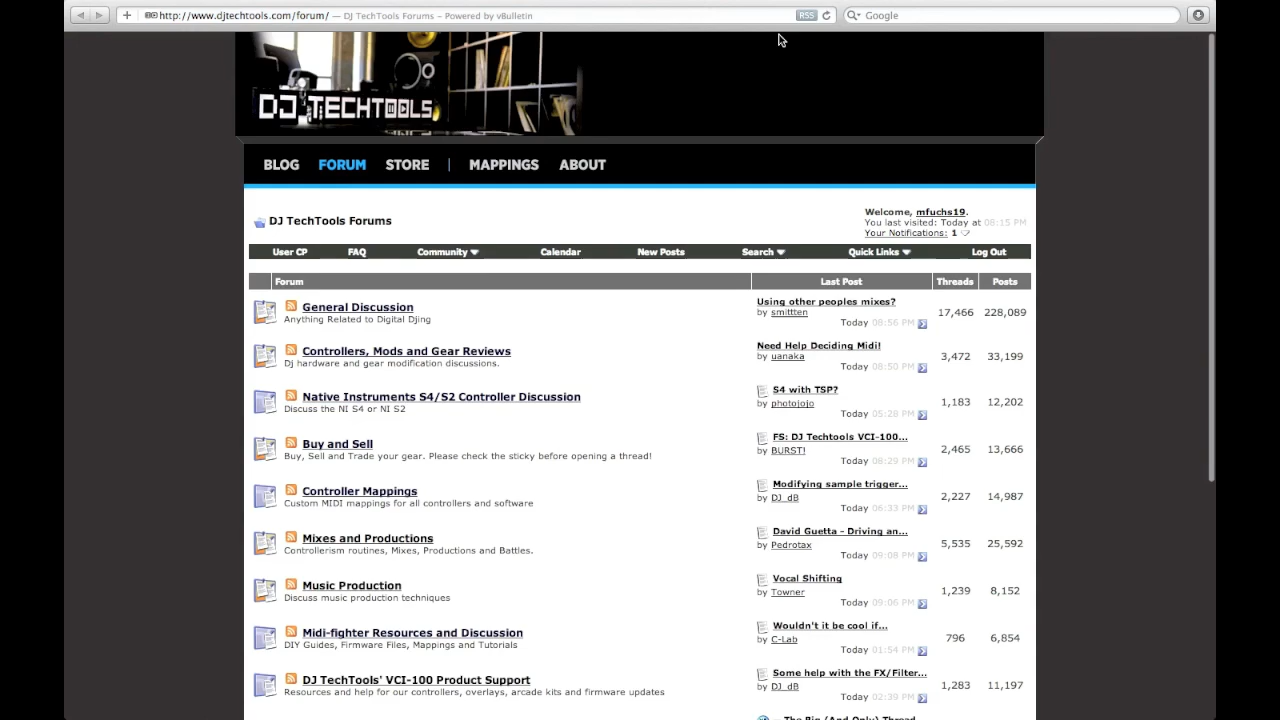 http://www.djtechtools.com/forum/ — DJ TechTools Forums - Powered by vBulletin RSS Google
DJ TECHTOOLS
BLOG FORUM STORE | MAPPINGS ABOUT
DJ TechTools Forums
Welcome, mfuchs19.
You last visited: Today at 08:15 PM
Your Notifications: 1
User CP FAQ Community Calendar New Posts Search Quick Links Log Out
Forum Last Post Threads Posts
General Discussion
Anything Related to Digital Djing
Using other peoples mixes?
by smittten
Today 08:56 PM
17,466 228,089
Controllers, Mods and Gear Reviews
Dj hardware and gear modification discussions.
Need Help Deciding Midi!
by uanaka
Today 08:50 PM
3,472 33,199
Native Instruments S4/S2 Controller Discussion
Discuss the NI S4 or NI S2
S4 with TSP?
by photojojo
Today 05:28 PM
1,183 12,202
Buy and Sell
Buy, Sell and Trade your gear. Please check the sticky before opening a thread!
FS: DJ Techtools VCI-100...
by BURST!
Today 08:29 PM
2,465 13,666
Controller Mappings
Custom MIDI mappings for all controllers and software
Modifying sample trigger...
by DJ_dB
Today 06:33 PM
2,227 14,987
Mixes and Productions
Controllerism routines, Mixes, Productions and Battles.
David Guetta - Driving an...
by Pedrotax
Today 09:08 PM
5,535 25,592
Music Production
Discuss music production techniques
Vocal Shifting
by Towner
Today 09:06 PM
1,239 8,152
Midi-fighter Resources and Discussion
DIY Guides, Firmware Files, Mappings and Tutorials
Wouldn't it be cool if...
by C-Lab
Today 01:54 PM
796 6,854
DJ TechTools' VCI-100 Product Support
Resources and help for our controllers, overlays, arcade kits and firmware updates
Some help with the FX/Filter...
by DJ_dB
Today 02:39 PM
1,283 11,197
The Big (And Only) Thread